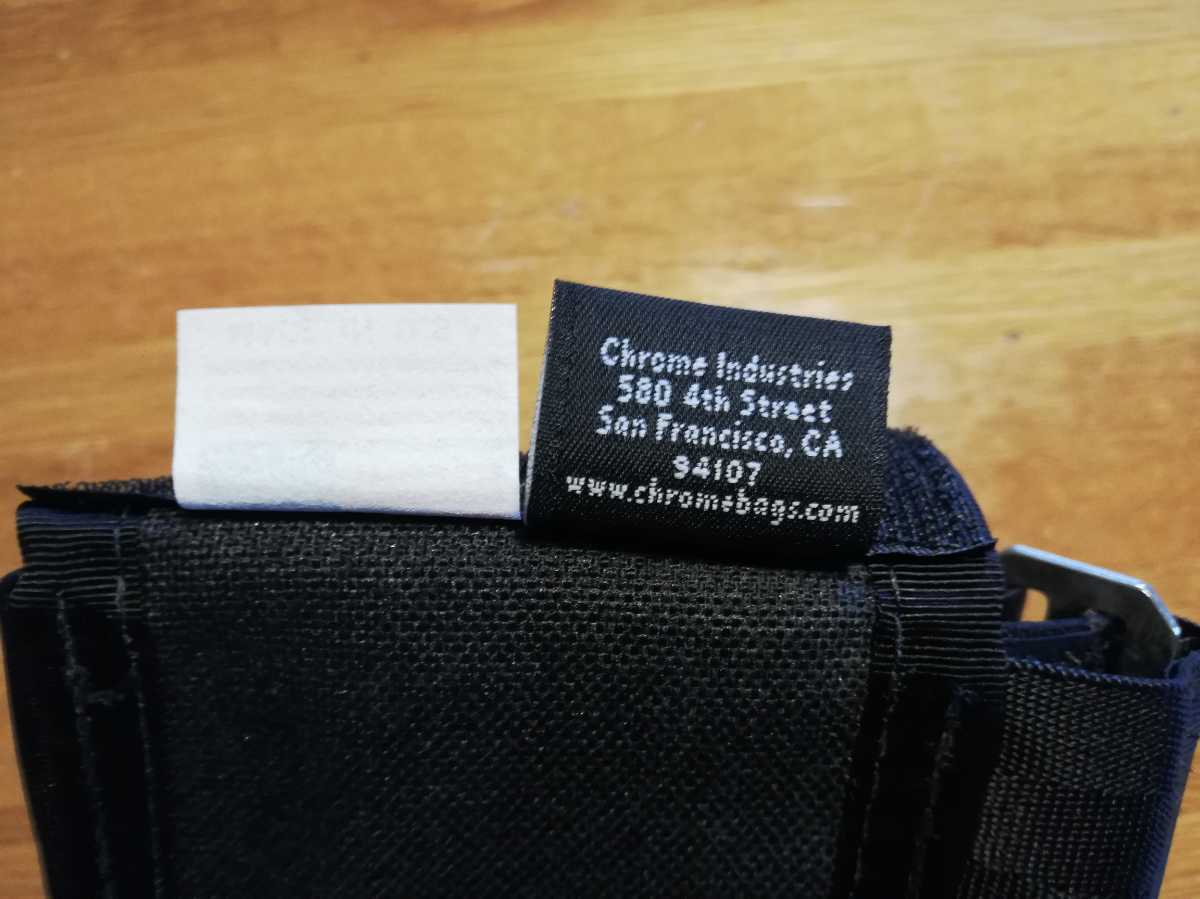 Chrome Industries
580 4th Street
San Francisco, CA
94107
www.chromebags.com